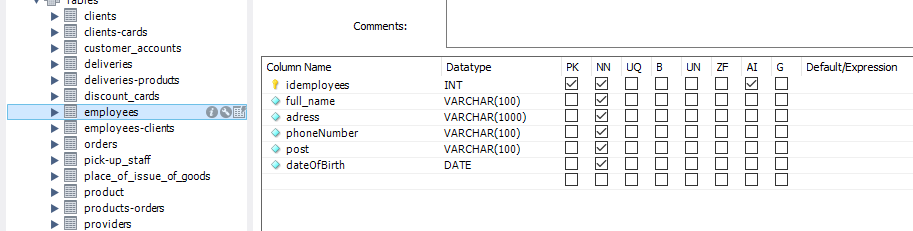 Tables
clients
clients-cards
customer_accounts
deliveries
deliveries-products
discount_cards
employees
employees-clients
orders
pick-up_staff
place_of_issue_of_goods
product
products-orders
providers
Comments:
Column Name Datatype PK NN UQ B UN ZF AI G Default/Expression
idemployees INT
full_name VARCHAR(100)
adress VARCHAR(1000)
phoneNumber VARCHAR(100)
post VARCHAR(100)
dateOfBirth DATE